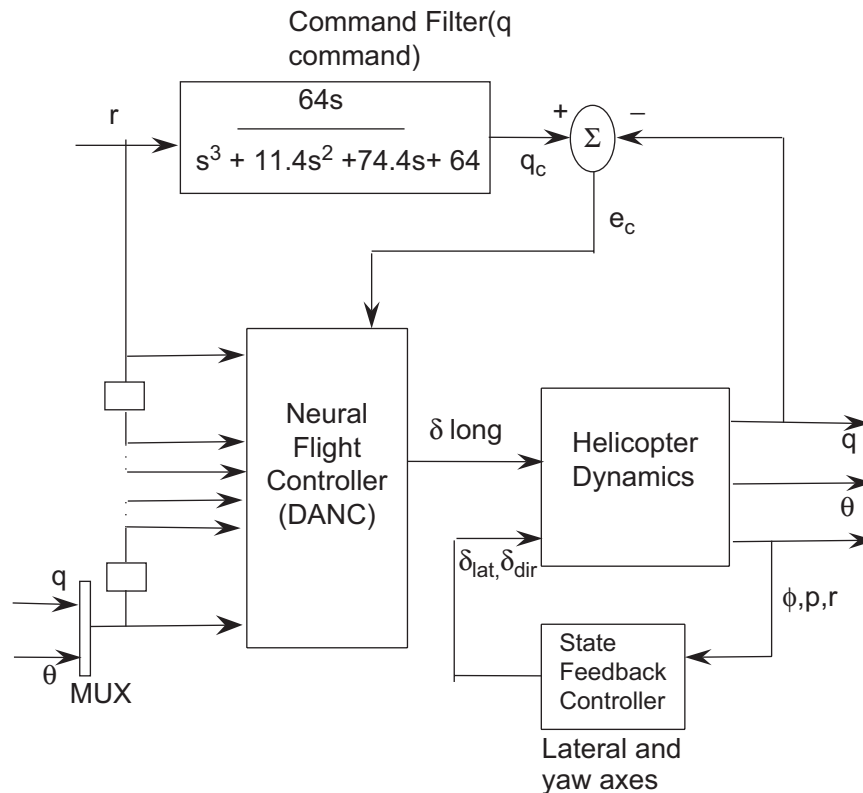 Command Filter(q
command)
r
64s
s³ + 11.4s² +74.4s+ 64
+
−
Σ
q_c
e_c
Neural
Flight
Controller
(DANC)
δ long
Helicopter
Dynamics
q
θ
δ_lat,δ_dir
ϕ,p,r
q
θ
MUX
State
Feedback
Controller
Lateral and
yaw axes